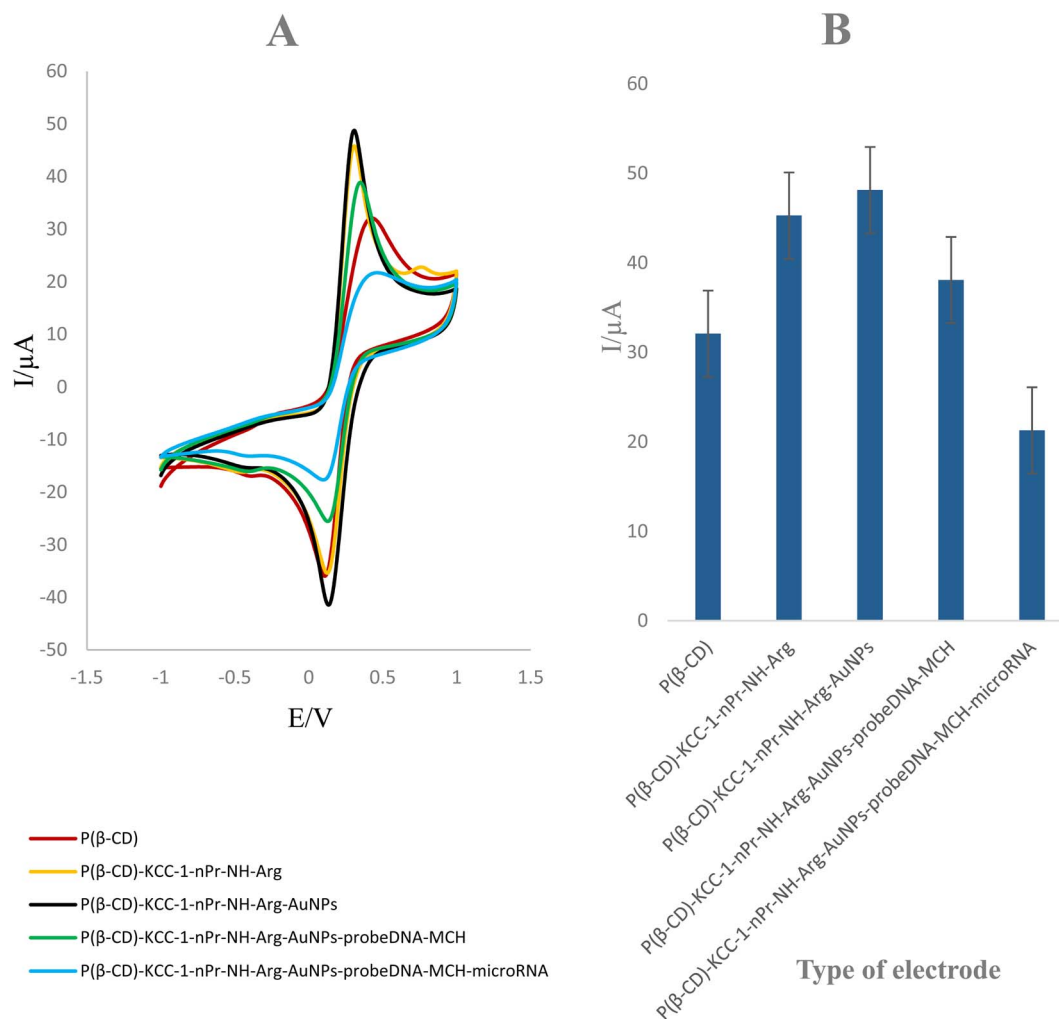 A
60
50
40
30
20
10
0
-10
-20
-30
-40
-50
I/µA
-1.5
-1
-0.5
0
0.5
1
1.5
E/V
P(β-CD)
P(β-CD)-KCC-1-nPr-NH-Arg
P(β-CD)-KCC-1-nPr-NH-Arg-AuNPs
P(β-CD)-KCC-1-nPr-NH-Arg-AuNPs-probeDNA-MCH
P(β-CD)-KCC-1-nPr-NH-Arg-AuNPs-probeDNA-MCH-microRNA
B
60
50
40
30
20
10
0
I/µA
P(β-CD)
P(β-CD)-KCC-1-nPr-NH-Arg
P(β-CD)-KCC-1-nPr-NH-Arg-AuNPs
P(β-CD)-KCC-1-nPr-NH-Arg-AuNPs-probeDNA-MCH
P(β-CD)-KCC-1-nPr-NH-Arg-AuNPs-probeDNA-MCH-microRNA
Type of electrode